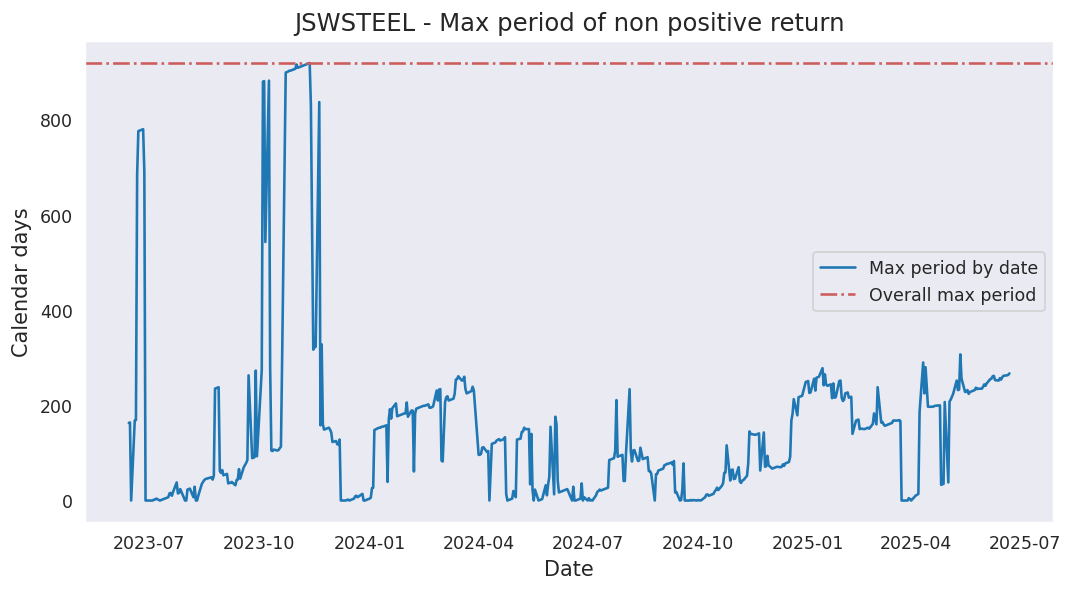 JSWSTEEL - Max period of non positive return
Calendar days
800
600
400
200
0
Max period by date
Overall max period
2023-07 2023-10 2024-01 2024-04 2024-07 2024-10 2025-01 2025-04 2025-07
Date